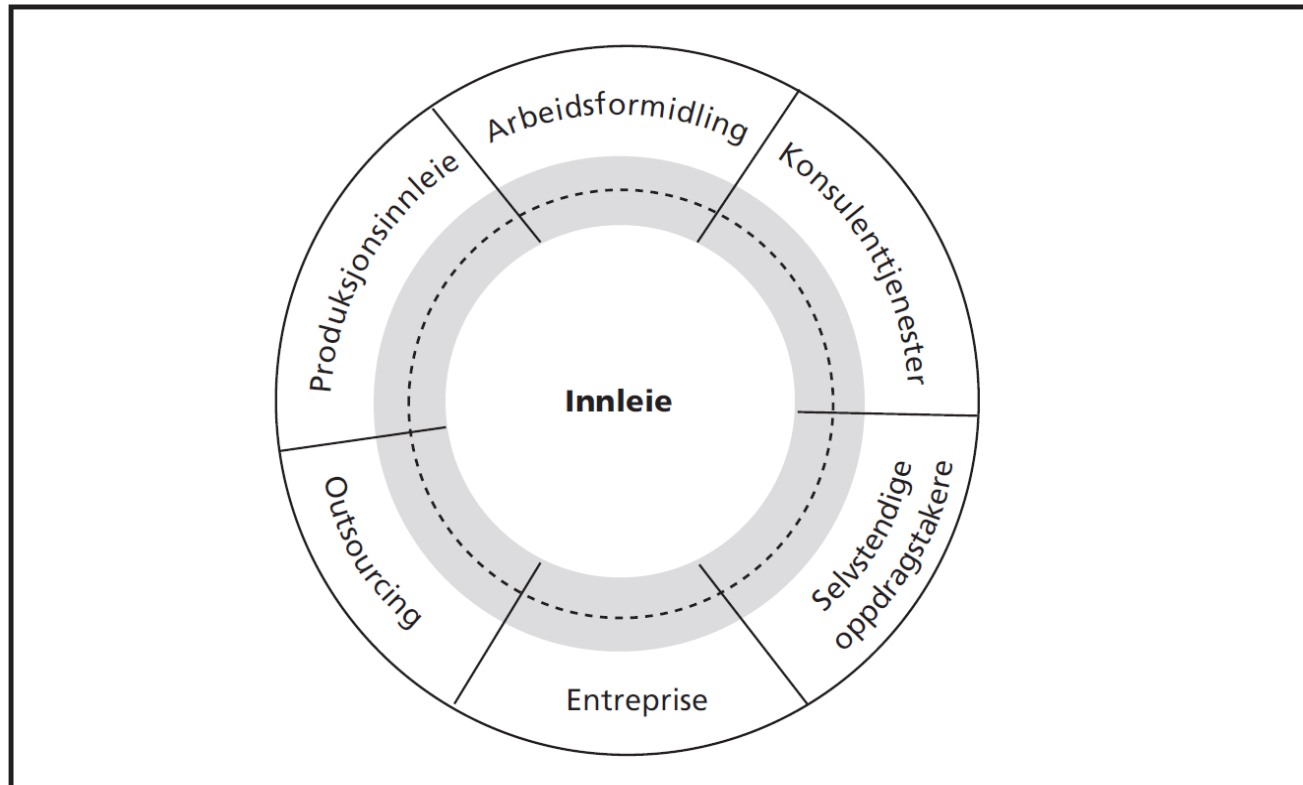 Arbeidsformidling
Konsulenttjenester
Selvstendige
oppdragstakere
Entreprise
Outsourcing
Produksjonsinnleie
Innleie